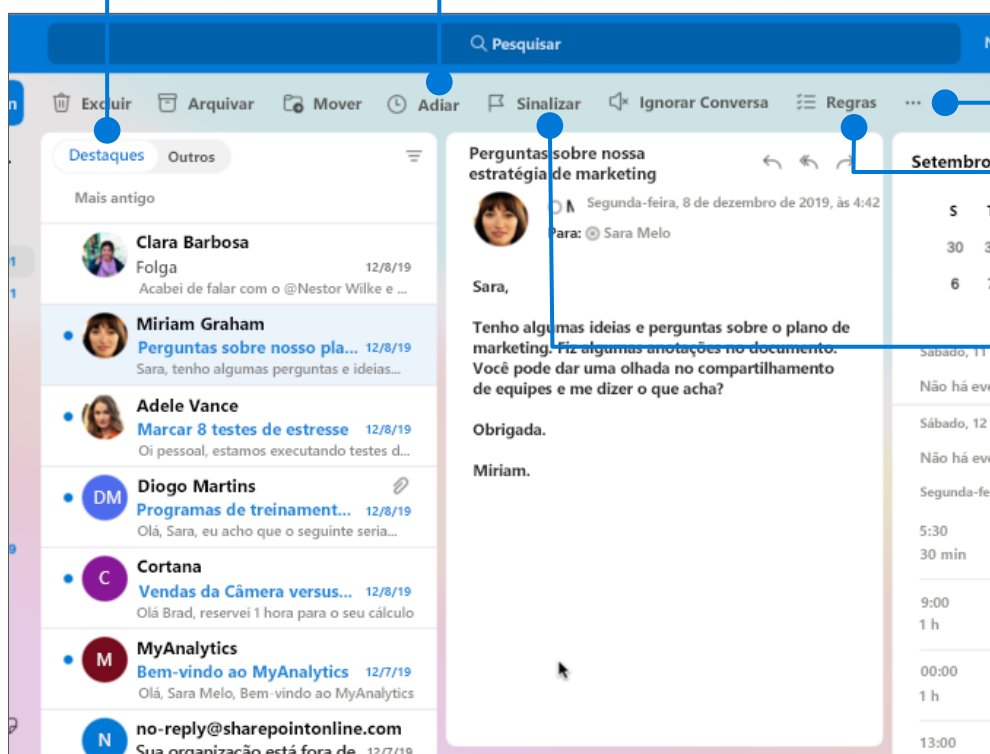 Pesquisar
Excluir Arquivar Mover Adiar Sinalizar Ignorar Conversa Regras ...
Destaques Outros
Mais antigo
Clara Barbosa
Folga 12/8/19
Acabei de falar com o @Nestor Wilke e ...
Miriam Graham
Perguntas sobre nosso pla... 12/8/19
Sara, tenho algumas perguntas e ideias...
Adele Vance
Marcar 8 testes de estresse 12/8/19
Oi pessoal, estamos executando testes d...
DM
Diogo Martins
Programas de treinament... 12/8/19
Olá, Sara, eu acho que o seguinte seria...
C
Cortana
Vendas da Câmera versus... 12/8/19
Olá Brad, reservei 1 hora para o seu cálculo
M
MyAnalytics
Bem-vindo ao MyAnalytics 12/7/19
Olá, Sara Melo, Bem-vindo ao MyAnalytics
N
no-reply@sharepointonline.com
Sua organização está fora de 12/7/19
Perguntas sobre nossa
estratégia de marketing
Segunda-feira, 8 de dezembro de 2019, às 4:42
Para: Sara Melo
Sara,
Tenho algumas ideias e perguntas sobre o plano de
marketing. Fiz algumas anotações no documento.
Você pode dar uma olhada no compartilhamento
de equipes e me dizer o que acha?
Obrigada.
Miriam.
Setembro
S
30
6
Sábado, 11
Não há
Sábado, 12
Não há
5:30
30 min
9:00
1 h
00:00
1 h
13:00